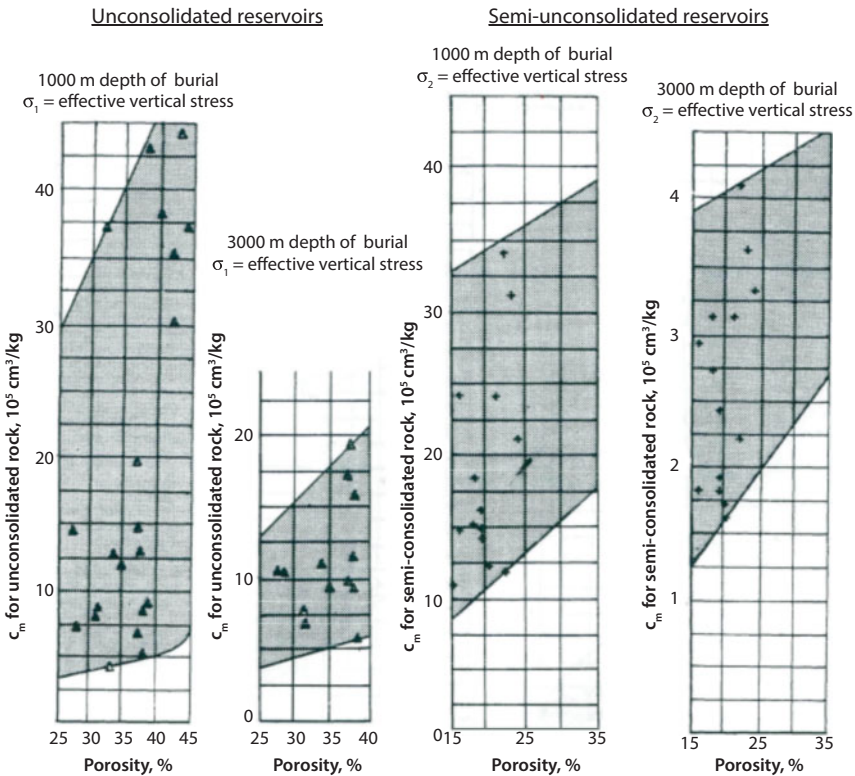 Unconsolidated reservoirs
Semi-unconsolidated reservoirs
1000 m depth of burial
σ1 = effective vertical stress
40
30
20
10
cm for unconsolidated rock, 10⁵ cm³/kg
25 30 35 40 45
Porosity, %
3000 m depth of burial
σ1 = effective vertical stress
20
10
0
cm for unconsolidated rock, 10⁵ cm³/kg
25 30 35 40
Porosity, %
1000 m depth of burial
σ2 = effective vertical stress
40
30
20
10
0
cm for semi-consolidated rock, 10⁵ cm³/kg
15 25 35
Porosity, %
3000 m depth of burial
σ2 = effective vertical stress
4
3
2
1
cm for semi-consolidated rock, 10⁵ cm³/kg
15 25 35
Porosity, %